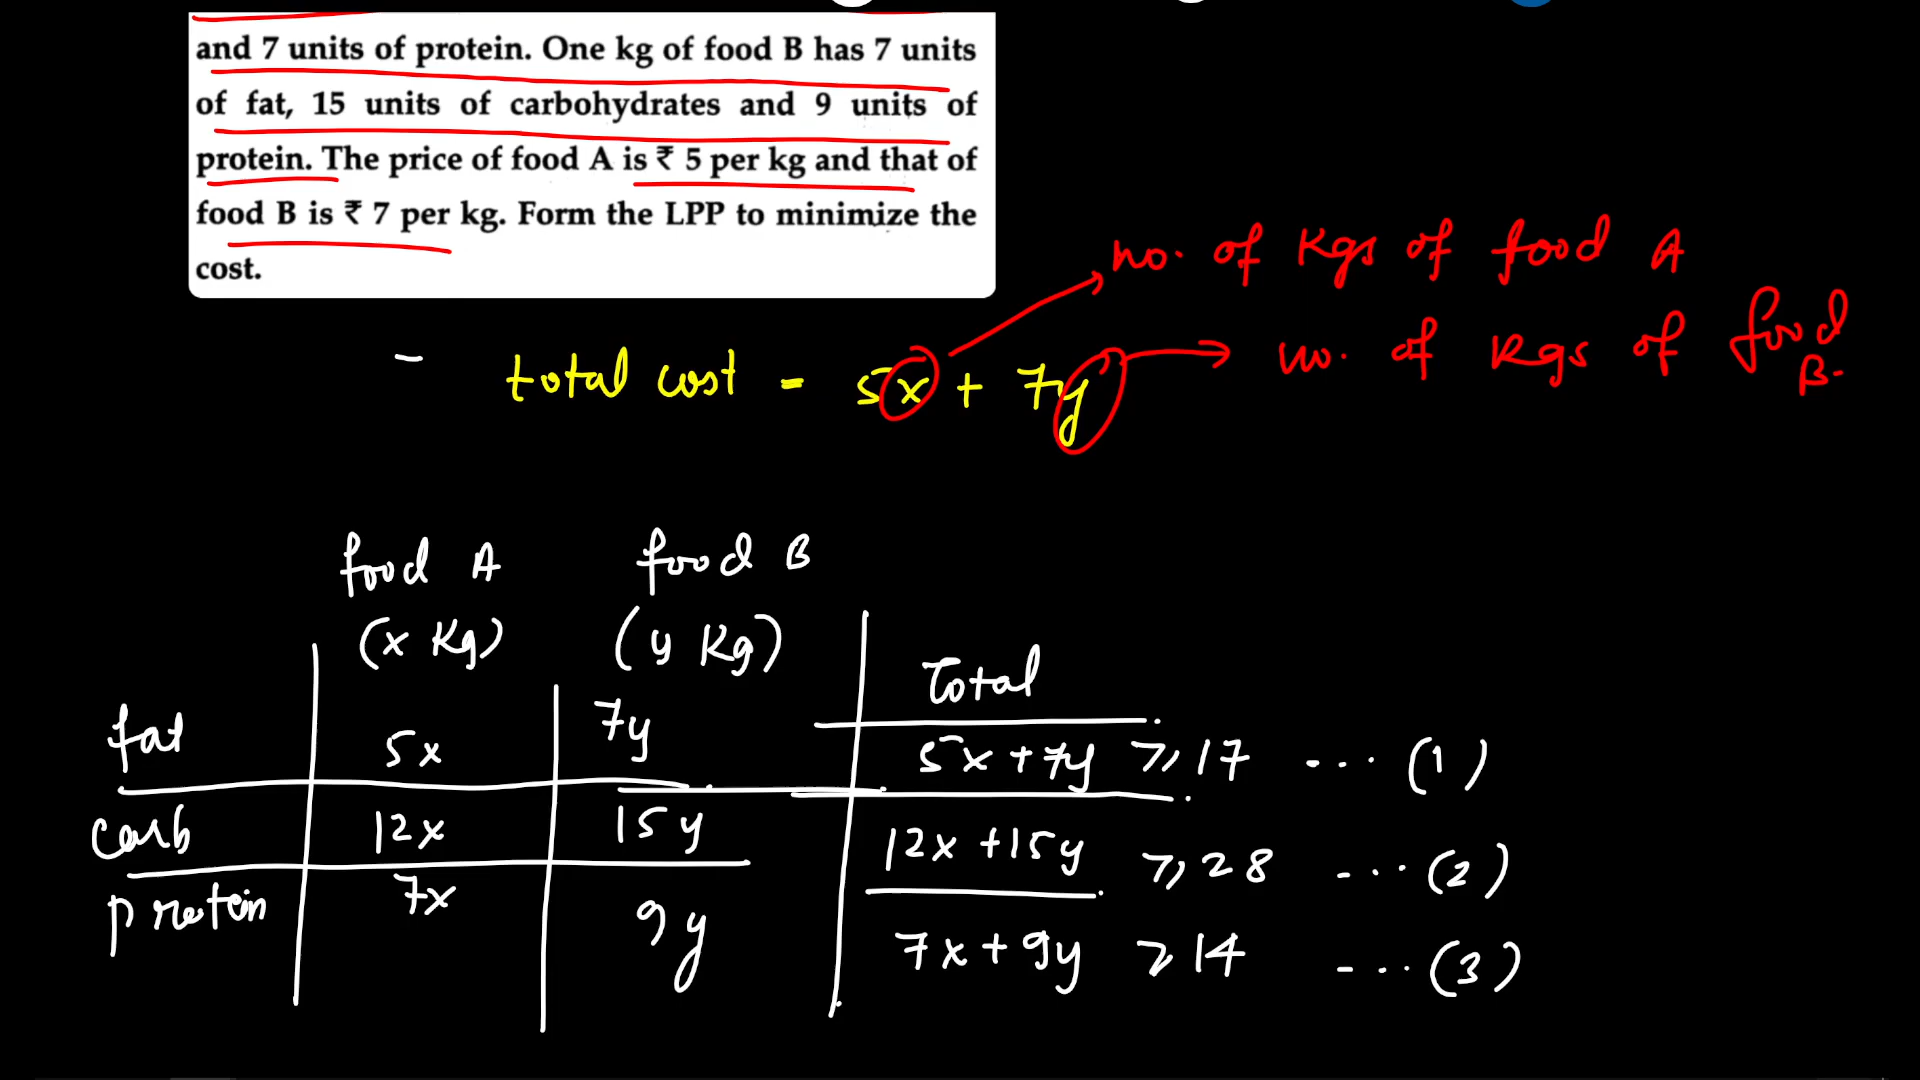 and 7 units of protein. One kg of food B has 7 units
of fat, 15 units of carbohydrates and 9 units of
protein. The price of food A is ₹ 5 per kg and that of
food B is ₹ 7 per kg. Form the LPP to minimize the
cost.
no. of Kgs of food A
total cost = 5x + 7y
no. of Kgs of food B.
food A food B
(x Kg) (y Kg) Total
fat 5x 7y 5x + 7y ⩾ 17 ... (1)
carb 12x 15y 12x + 15y ⩾ 28 ... (2)
protein 7x 9y 7x + 9y ⩾ 14 ... (3)